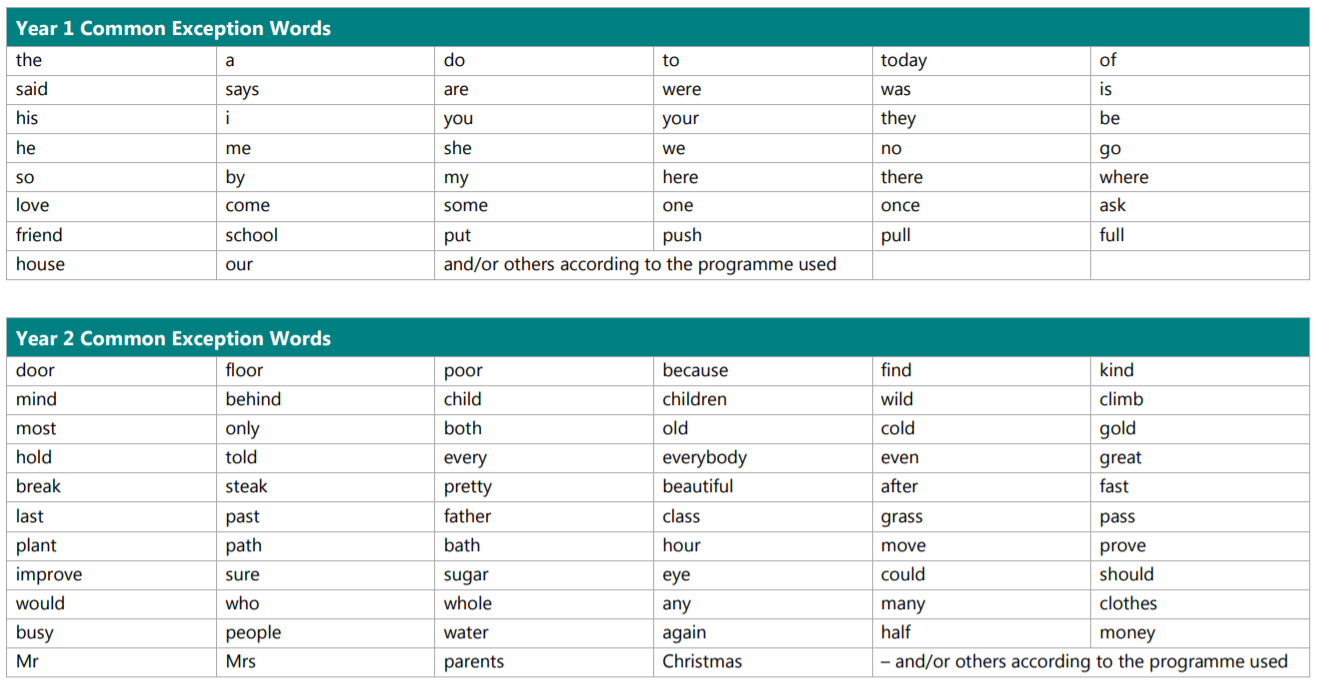 Year 1 Common Exception Words
the a do to today of
said says are were was is
his i you your they be
he me she we no go
so by my here there where
love come some one once ask
friend school put push pull full
house our and/or others according to the programme used
Year 2 Common Exception Words
door floor poor because find kind
mind behind child children wild climb
most only both old cold gold
hold told every everybody even great
break steak pretty beautiful after fast
last past father class grass pass
plant path bath hour move prove
improve sure sugar eye could should
would who whole any many clothes
busy people water again half money
Mr Mrs parents Christmas – and/or others according to the programme used